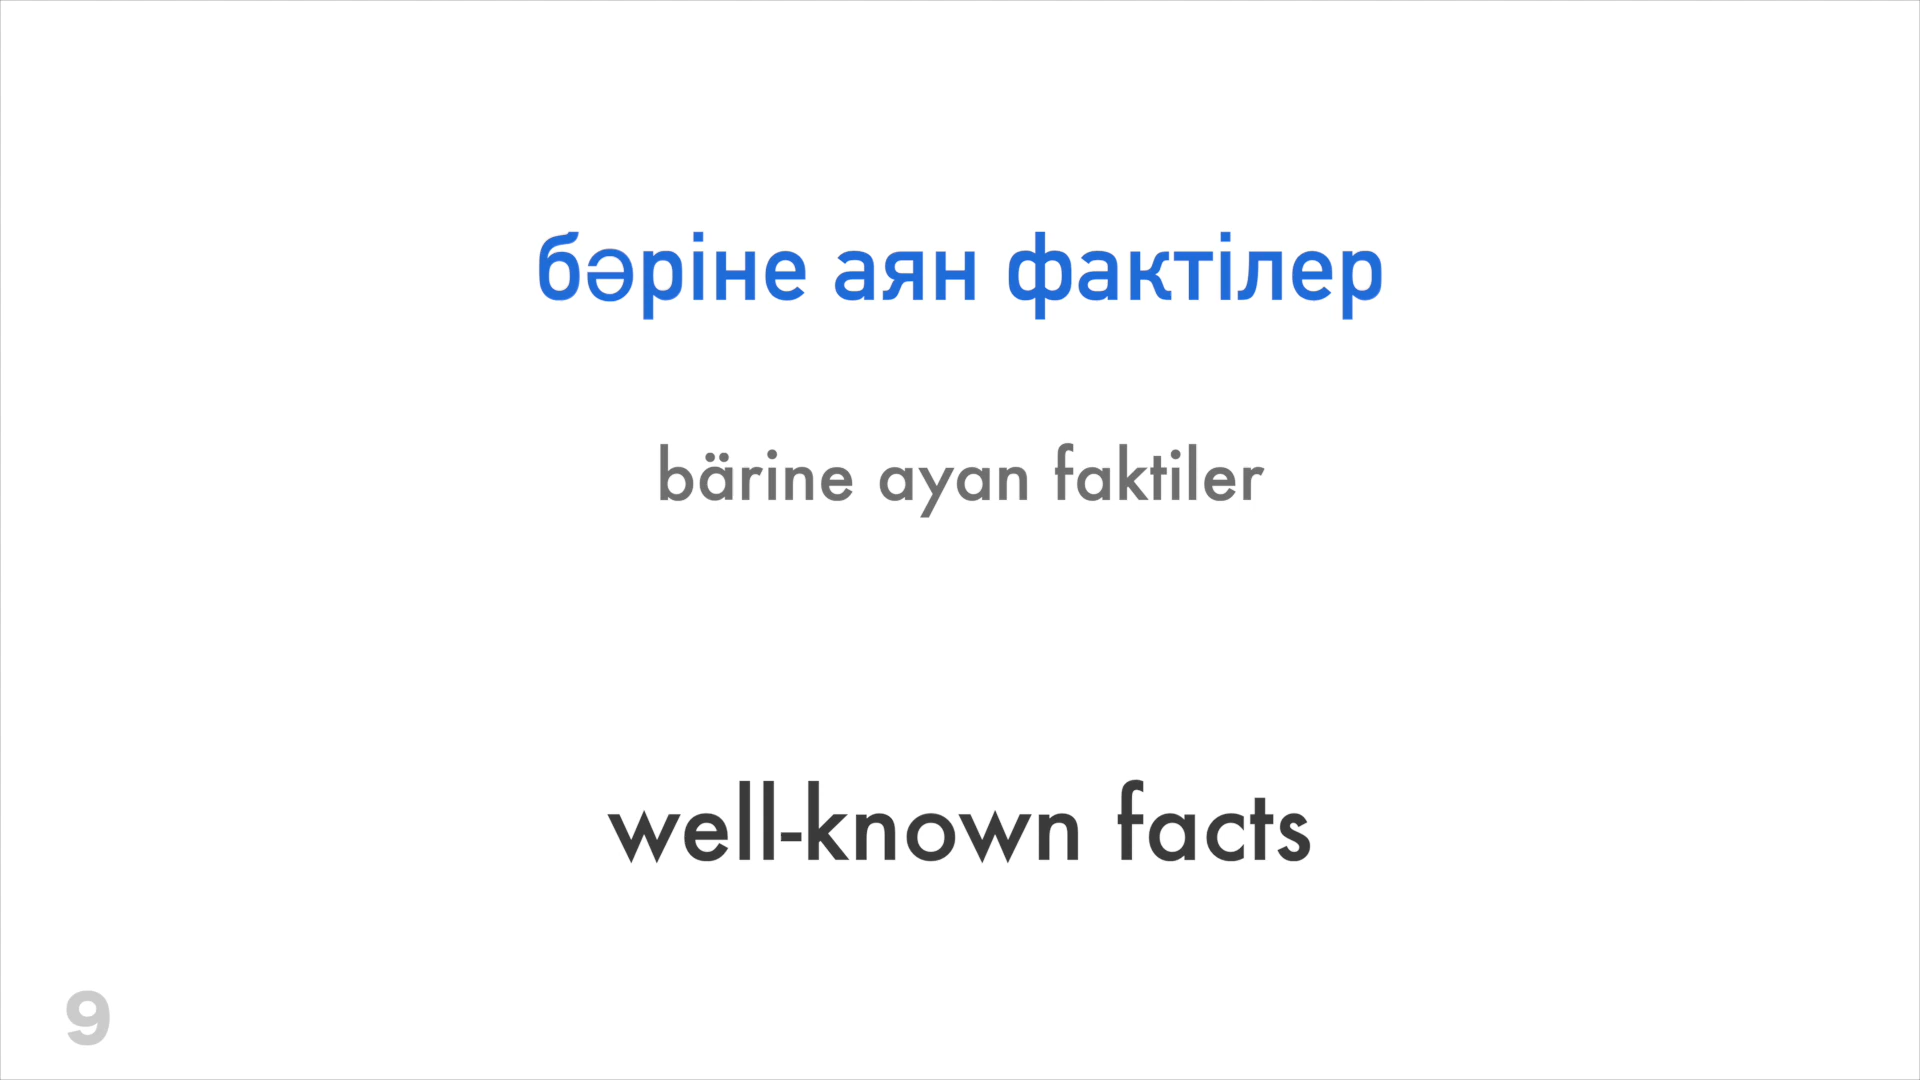 бәріне аян фактілер
bärine ayan faktiler
well-known facts
9